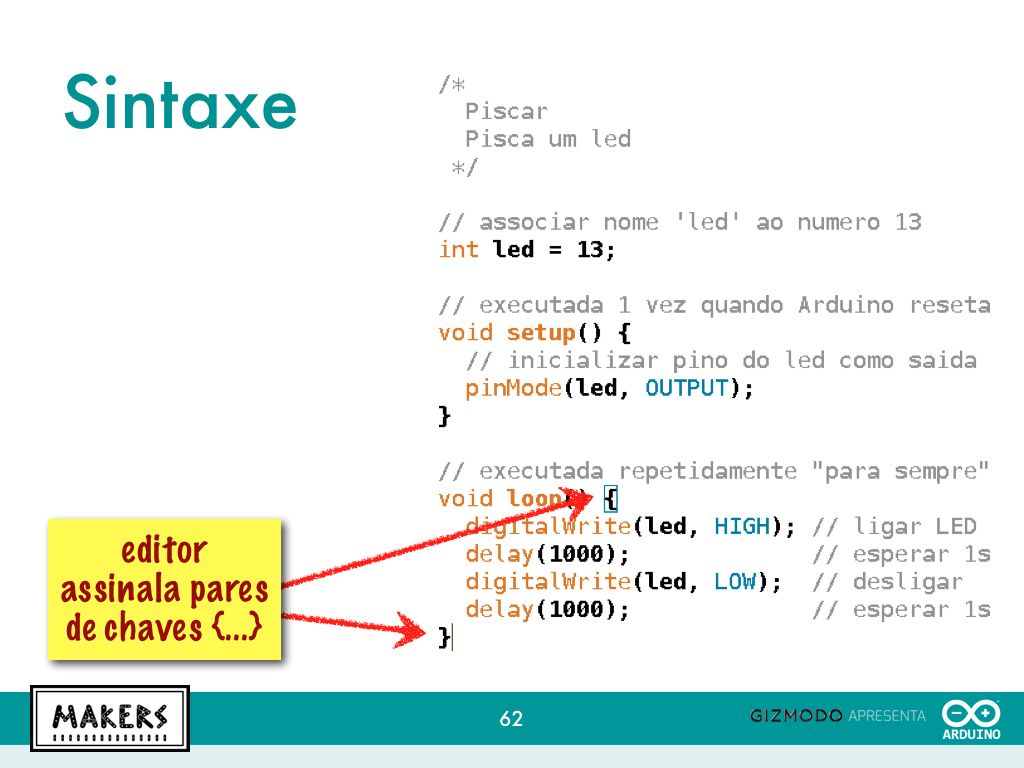 Sintaxe
/*
  Piscar
  Pisca um led
 */
// associar nome 'led' ao numero 13
int led = 13;
// executada 1 vez quando Arduino reseta
void setup() {
  // inicializar pino do led como saida
  pinMode(led, OUTPUT);
}
// executada repetidamente "para sempre"
void loop() {
  digitalWrite(led, HIGH); // ligar LED
  delay(1000);             // esperar 1s
  digitalWrite(led, LOW);  // desligar
  delay(1000);             // esperar 1s
}
editor
assinala pares
de chaves {...}
MAKERS
62
GIZMODO APRESENTA
ARDUINO